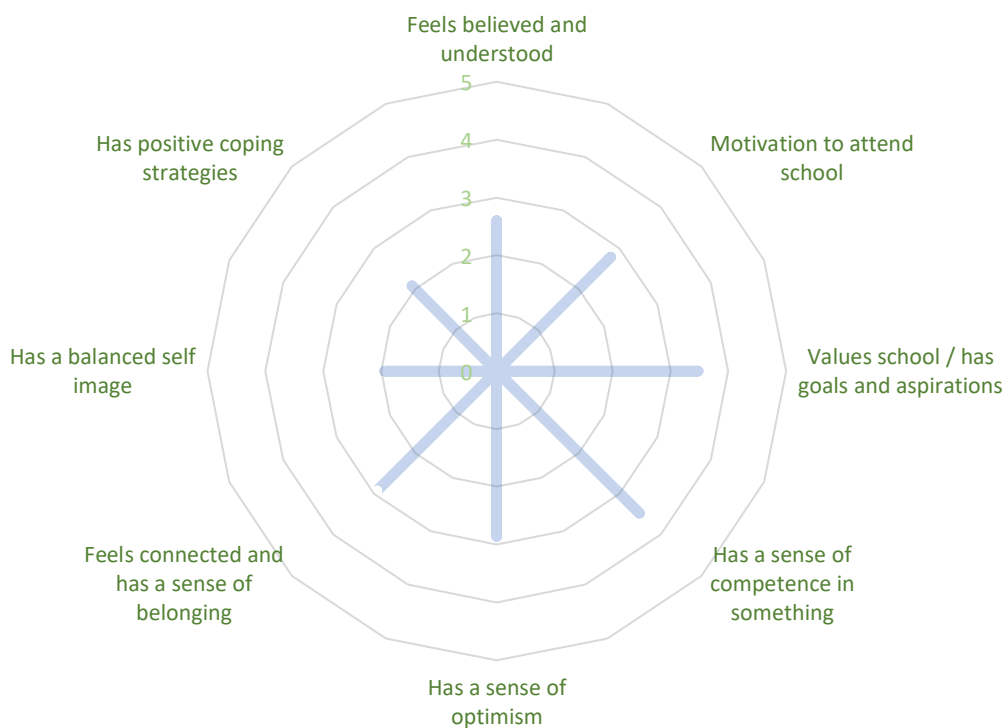 Feels believed and
understood
Motivation to attend
school
Values school / has
goals and aspirations
Has a sense of
competence in
something
Has a sense of
optimism
Feels connected and
has a sense of
belonging
Has a balanced self
image
Has positive coping
strategies
5
4
3
2
1
0